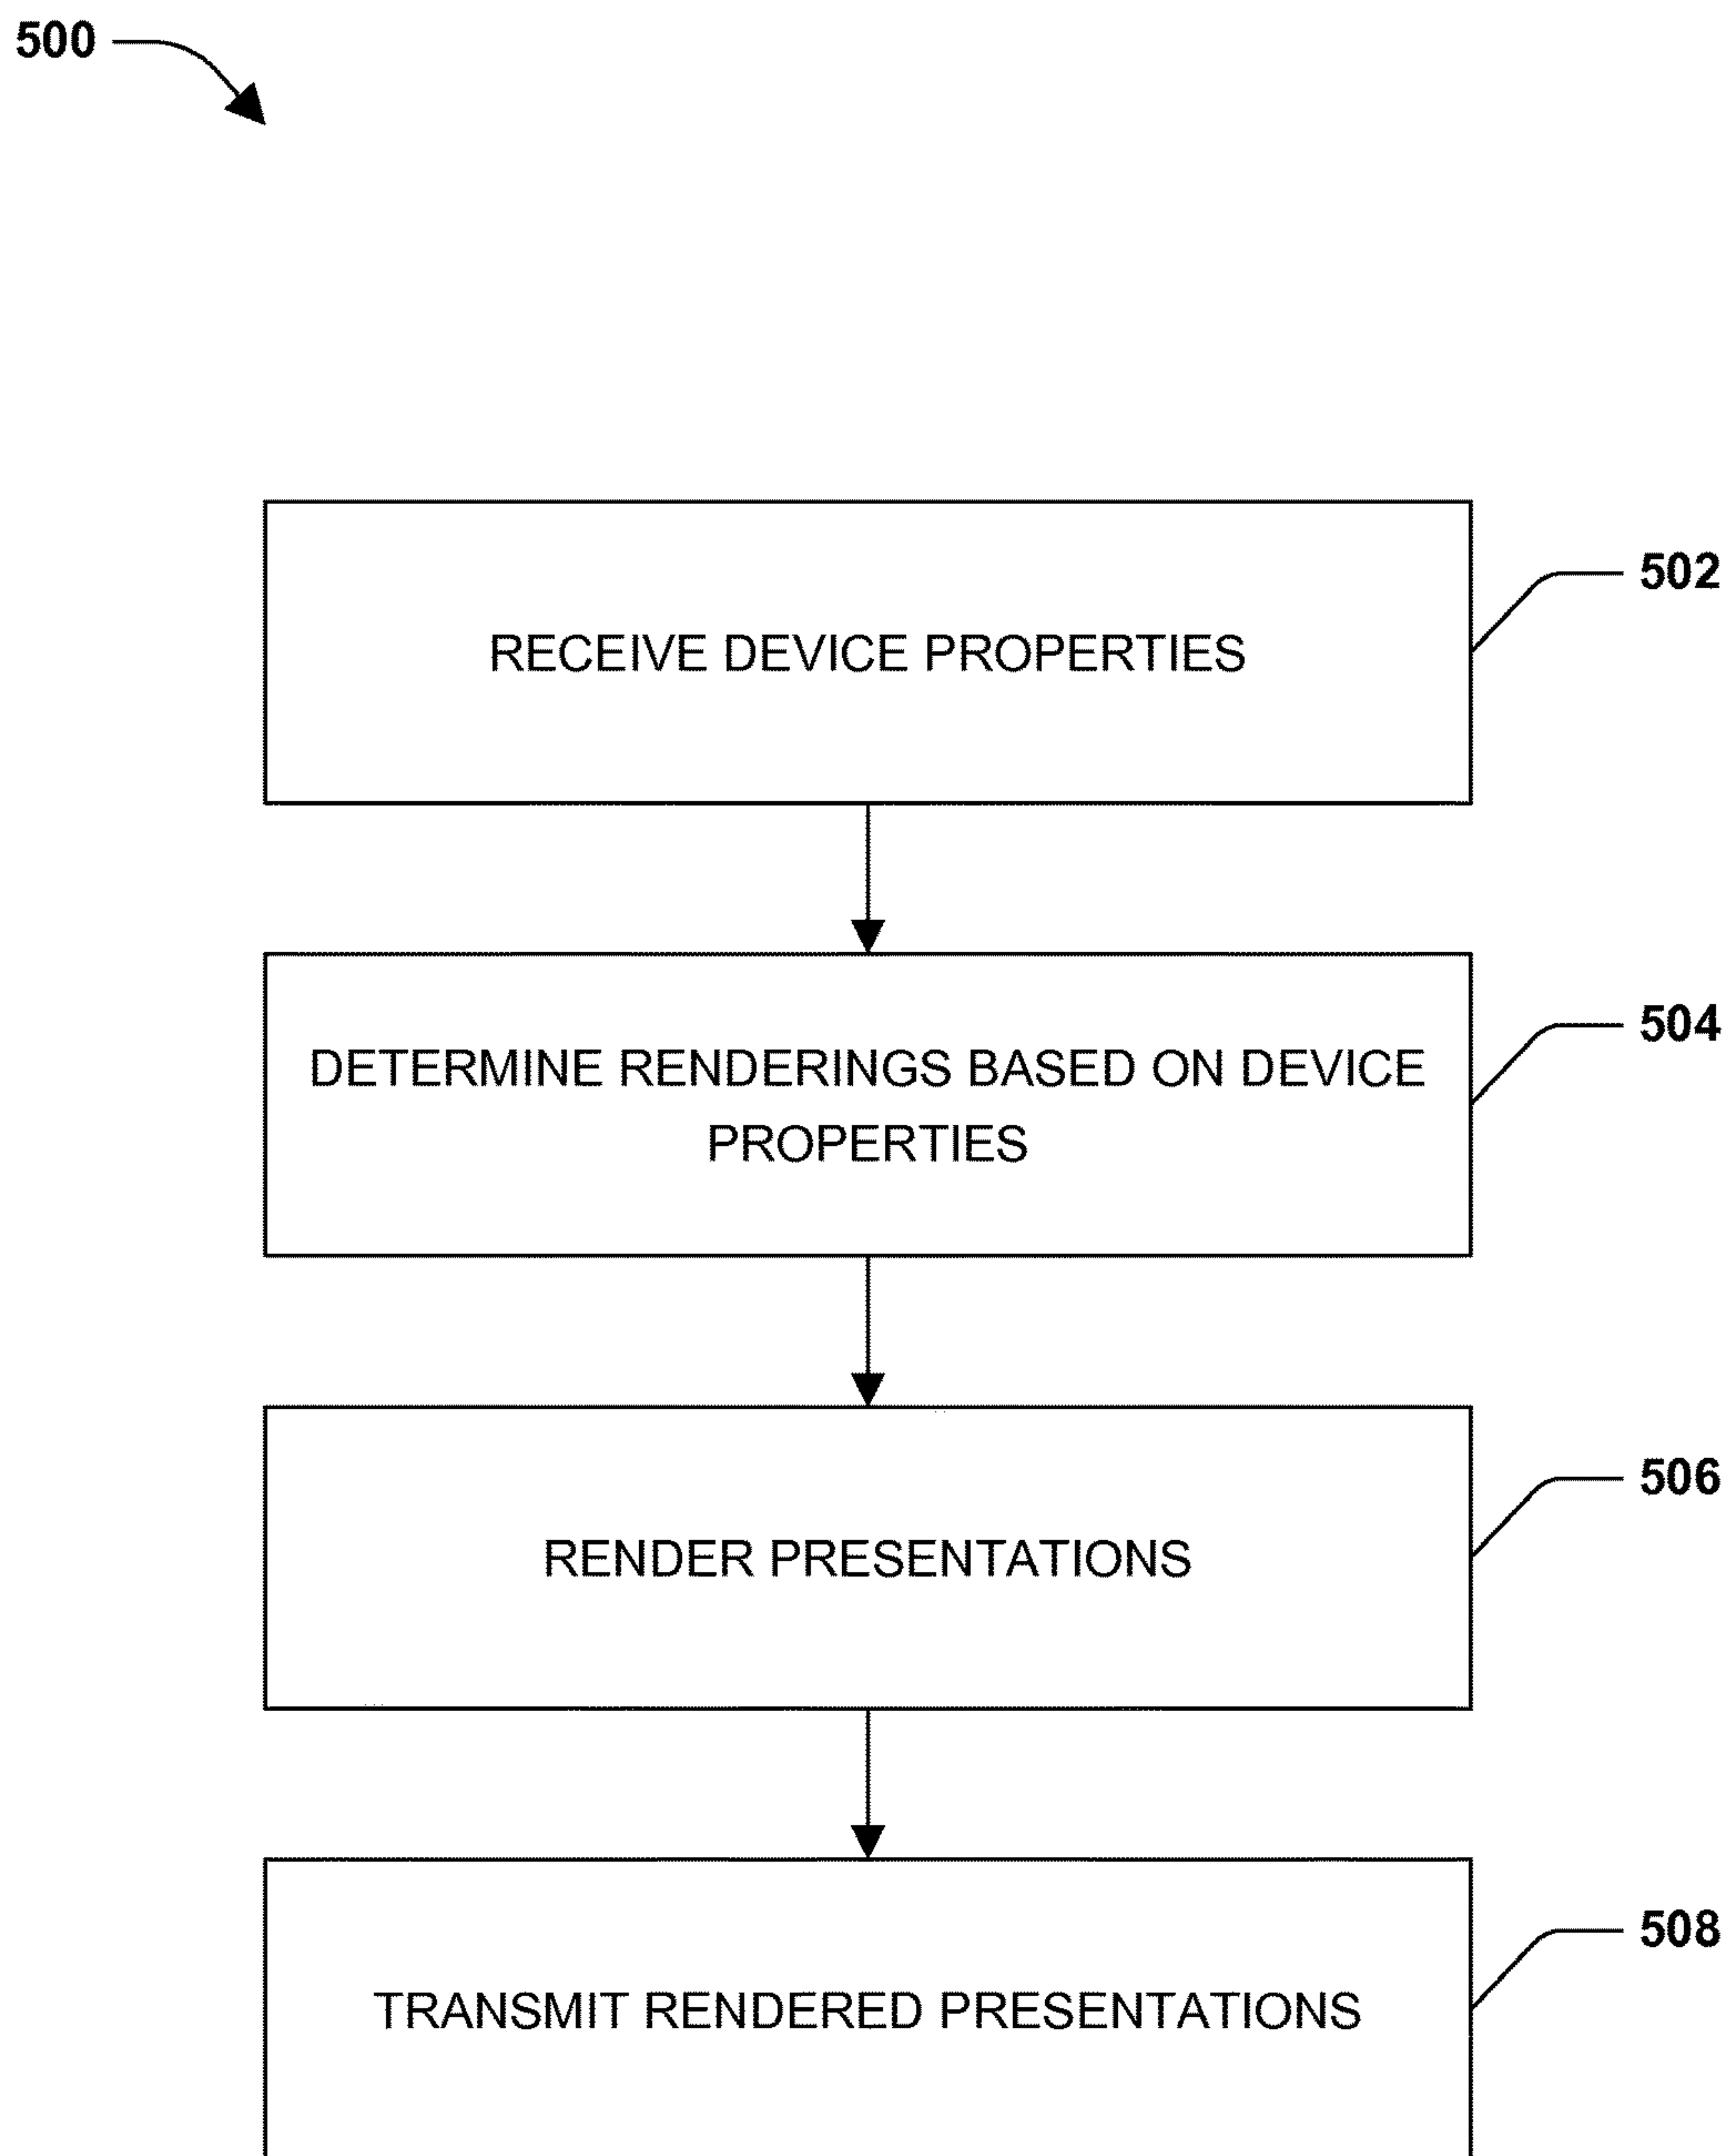 500
RECEIVE DEVICE PROPERTIES
502
DETERMINE RENDERINGS BASED ON DEVICE
PROPERTIES
504
RENDER PRESENTATIONS
506
TRANSMIT RENDERED PRESENTATIONS
508